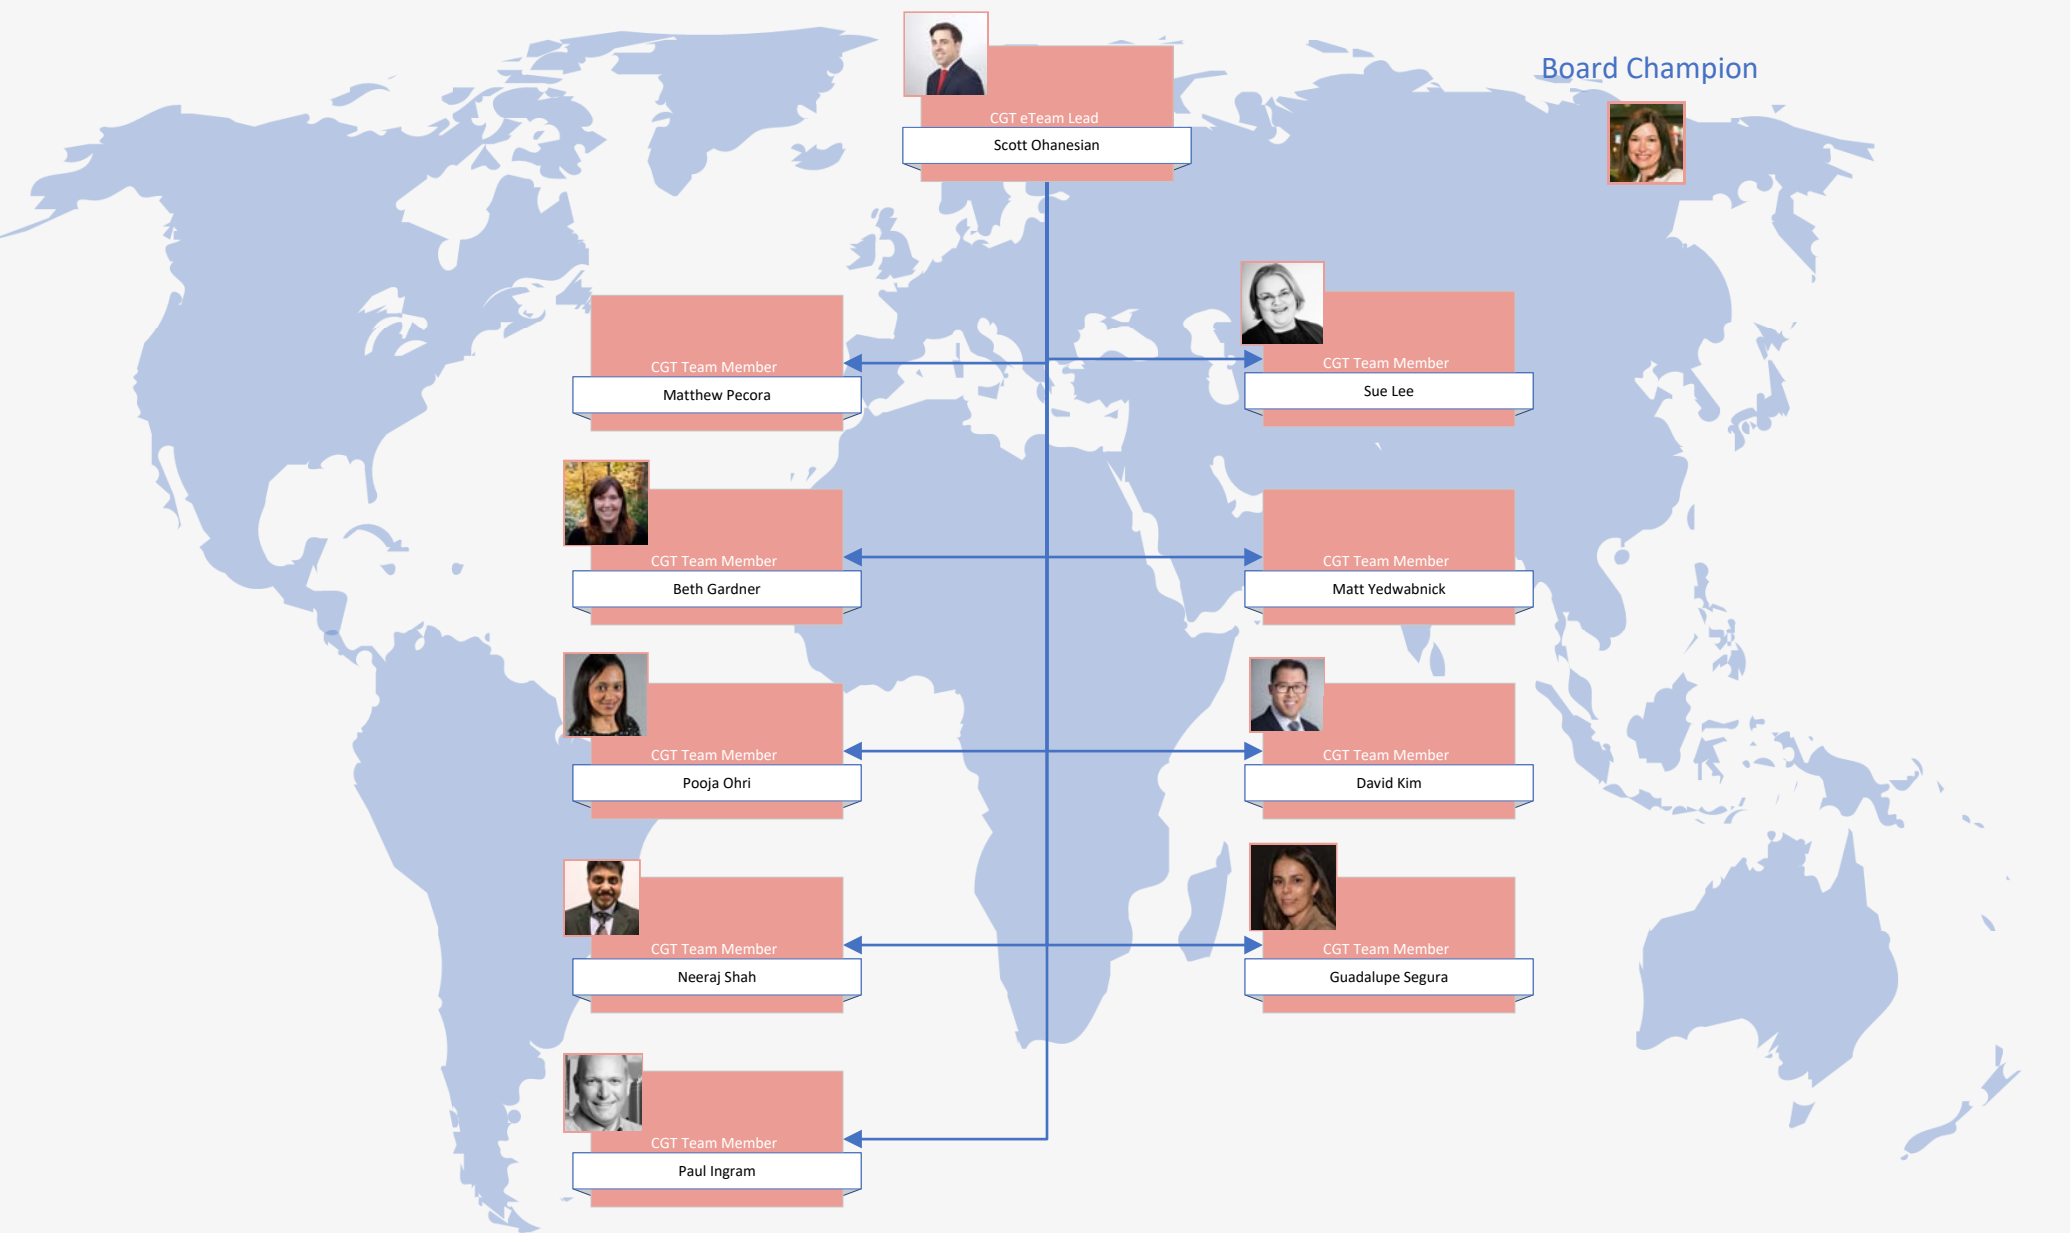 CGT eTeam Lead
Scott Ohanesian
Board Champion
CGT Team Member
Matthew Pecora
CGT Team Member
Sue Lee
CGT Team Member
Beth Gardner
CGT Team Member
Matt Yedwabnick
CGT Team Member
Pooja Ohri
CGT Team Member
David Kim
CGT Team Member
Neeraj Shah
CGT Team Member
Guadalupe Segura
CGT Team Member
Paul Ingram